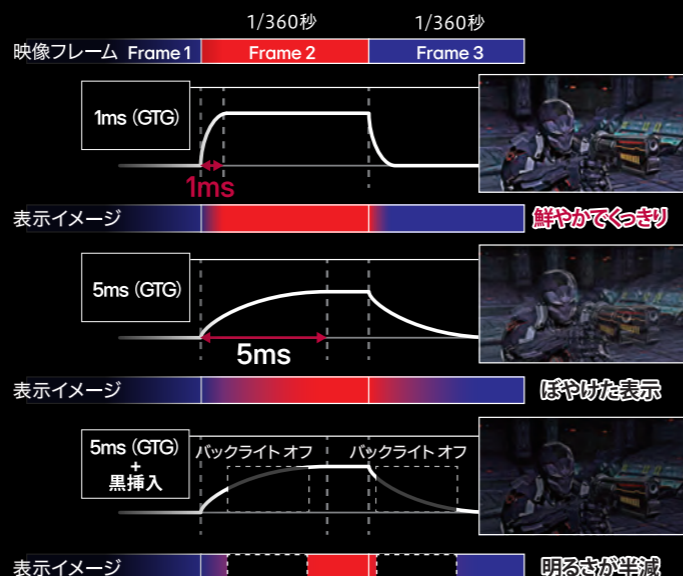 1/360秒 1/360秒
映像フレーム Frame 1 Frame 2 Frame 3
1ms (GTG)
1ms
表示イメージ 鮮やかでくっきり
5ms (GTG)
5ms
表示イメージ ぼやけた表示
5ms (GTG)
+
黒挿入
バックライト オフ バックライト オフ
表示イメージ 明るさが半減